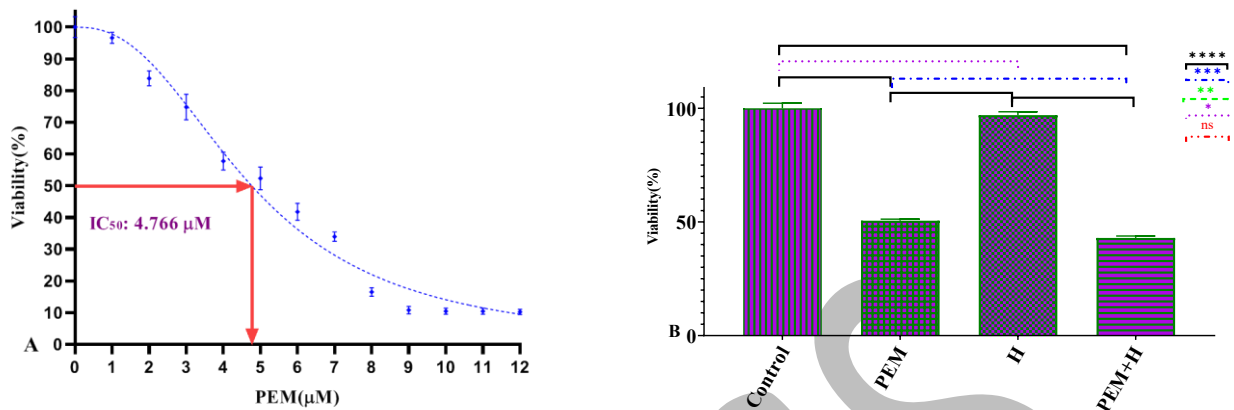 100
90
80
70
60
50
40
30
20
10
0
Viability(%)
IC50: 4.766 μM
A
0 1 2 3 4 5 6 7 8 9 10 11 12
PEM(μM)
****
***
**
*
ns
100
50
0
Viability(%)
B
Control
PEM
H
PEM+H